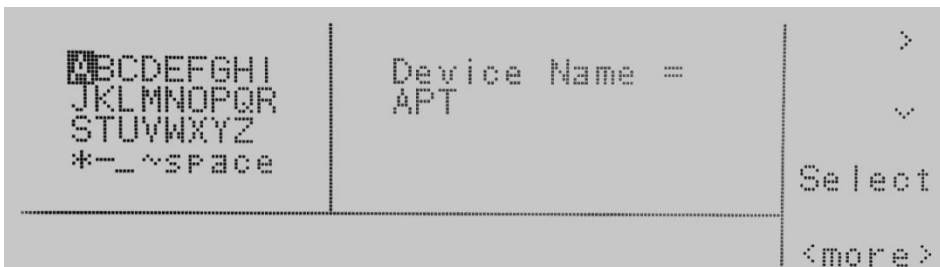 ABCDEFGHI
JKLMNOPQR
STUVWXYZ
*-_~space
Device Name =
APT
>
⌄
Select
<more>